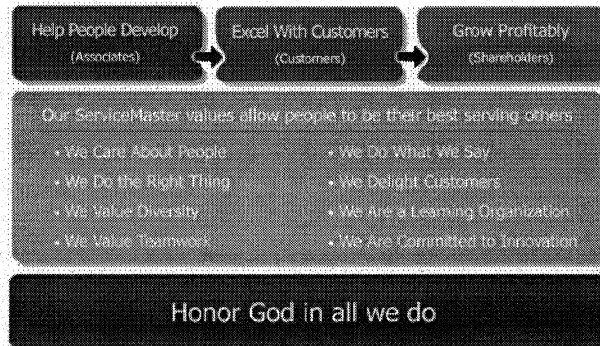 Help People Develop
(Associates)
Excel With Customers
(Customers)
Grow Profitably
(Shareholders)
Our ServiceMaster values allow people to be their best serving others
• We Care About People
• We Do the Right Thing
• We Value Diversity
• We Value Teamwork
• We Do What We Say
• We Delight Customers
• We Are a Learning Organization
• We Are Committed to Innovation
Honor God in all we do